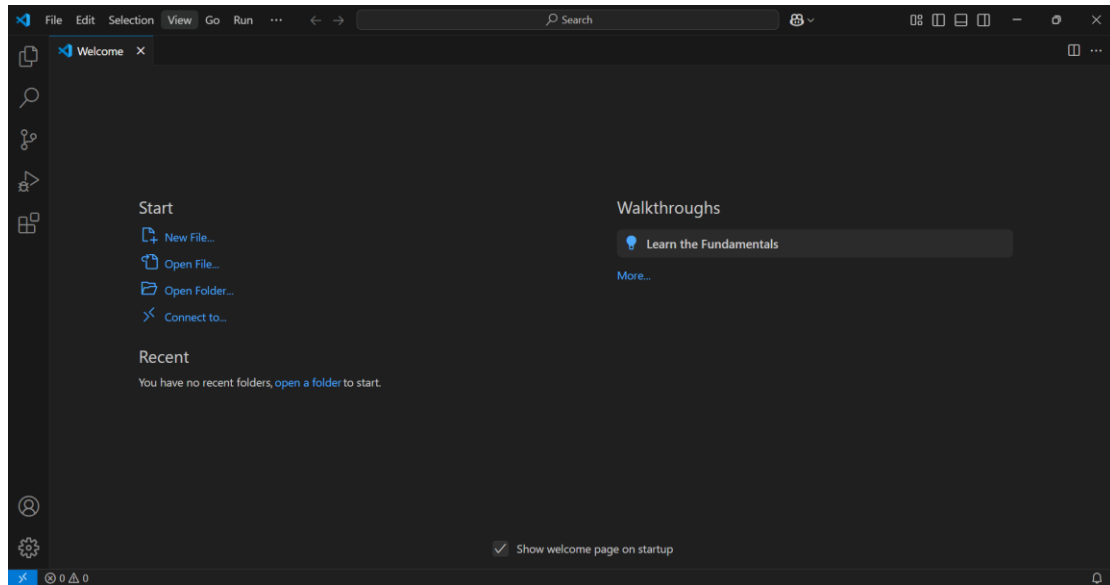 File Edit Selection View Go Run ...
Search
Welcome
Start
New File...
Open File...
Open Folder...
Connect to...
Recent
You have no recent folders, open a folder to start.
Walkthroughs
Learn the Fundamentals
More...
Show welcome page on startup
0 0